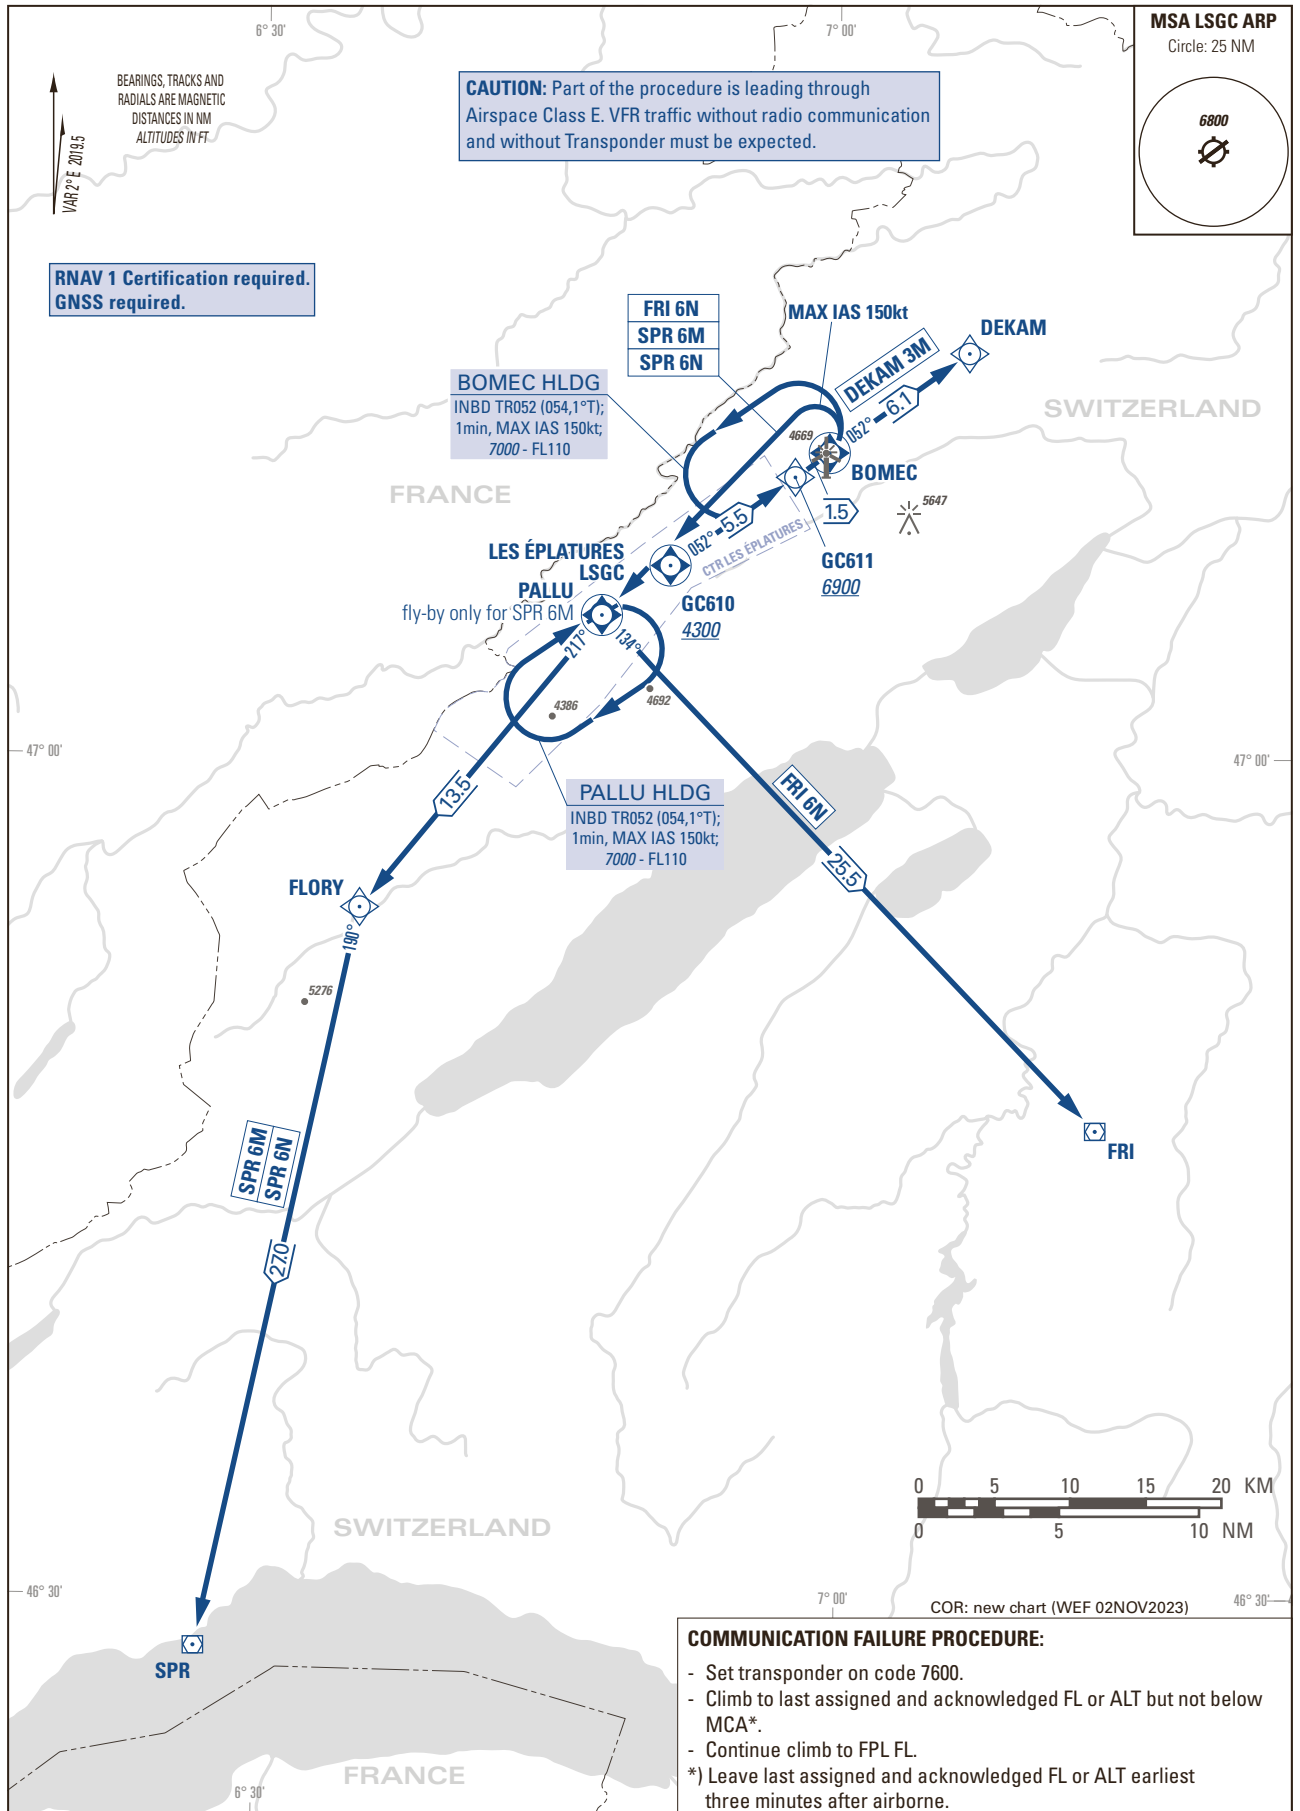 6° 30'
7° 00'
MSA LSGC ARP
Circle: 25 NM
6800
BEARINGS, TRACKS AND
RADIALS ARE MAGNETIC
DISTANCES IN NM
ALTITUDES IN FT
VAR 2° E 2019.5
CAUTION: Part of the procedure is leading through
Airspace Class E. VFR traffic without radio communication
and without Transponder must be expected.
RNAV 1 Certification required.
GNSS required.
FRI 6N
SPR 6M
SPR 6N
MAX IAS 150kt
DEKAM
DEKAM 3M
052°
6.1
SWITZERLAND
BOMEC HLDG
INBD TR052 (054,1°T);
1min, MAX IAS 150kt;
7000 - FL110
4669
BOMEC
FRANCE
5647
1.5
052°
5.5
CTR LES ÉPLATURES
GC611
6900
LES ÉPLATURES
LSGC
PALLU
fly-by only for SPR 6M
GC610
4300
217°
134°
4692
4386
47° 00'
47° 00'
13.5
PALLU HLDG
INBD TR052 (054,1°T);
1min, MAX IAS 150kt;
7000 - FL110
FRI 6N
25.5
FLORY
190°
5276
FRI
SPR 6M
SPR 6N
27.0
0 5 10 15 20 KM
0 5 10 NM
SWITZERLAND
46° 30'
7° 00'
46° 30'
COR: new chart (WEF 02NOV2023)
SPR
COMMUNICATION FAILURE PROCEDURE:
- Set transponder on code 7600.
- Climb to last assigned and acknowledged FL or ALT but not below
MCA*.
- Continue climb to FPL FL.
*) Leave last assigned and acknowledged FL or ALT earliest
three minutes after airborne.
FRANCE
6° 30'